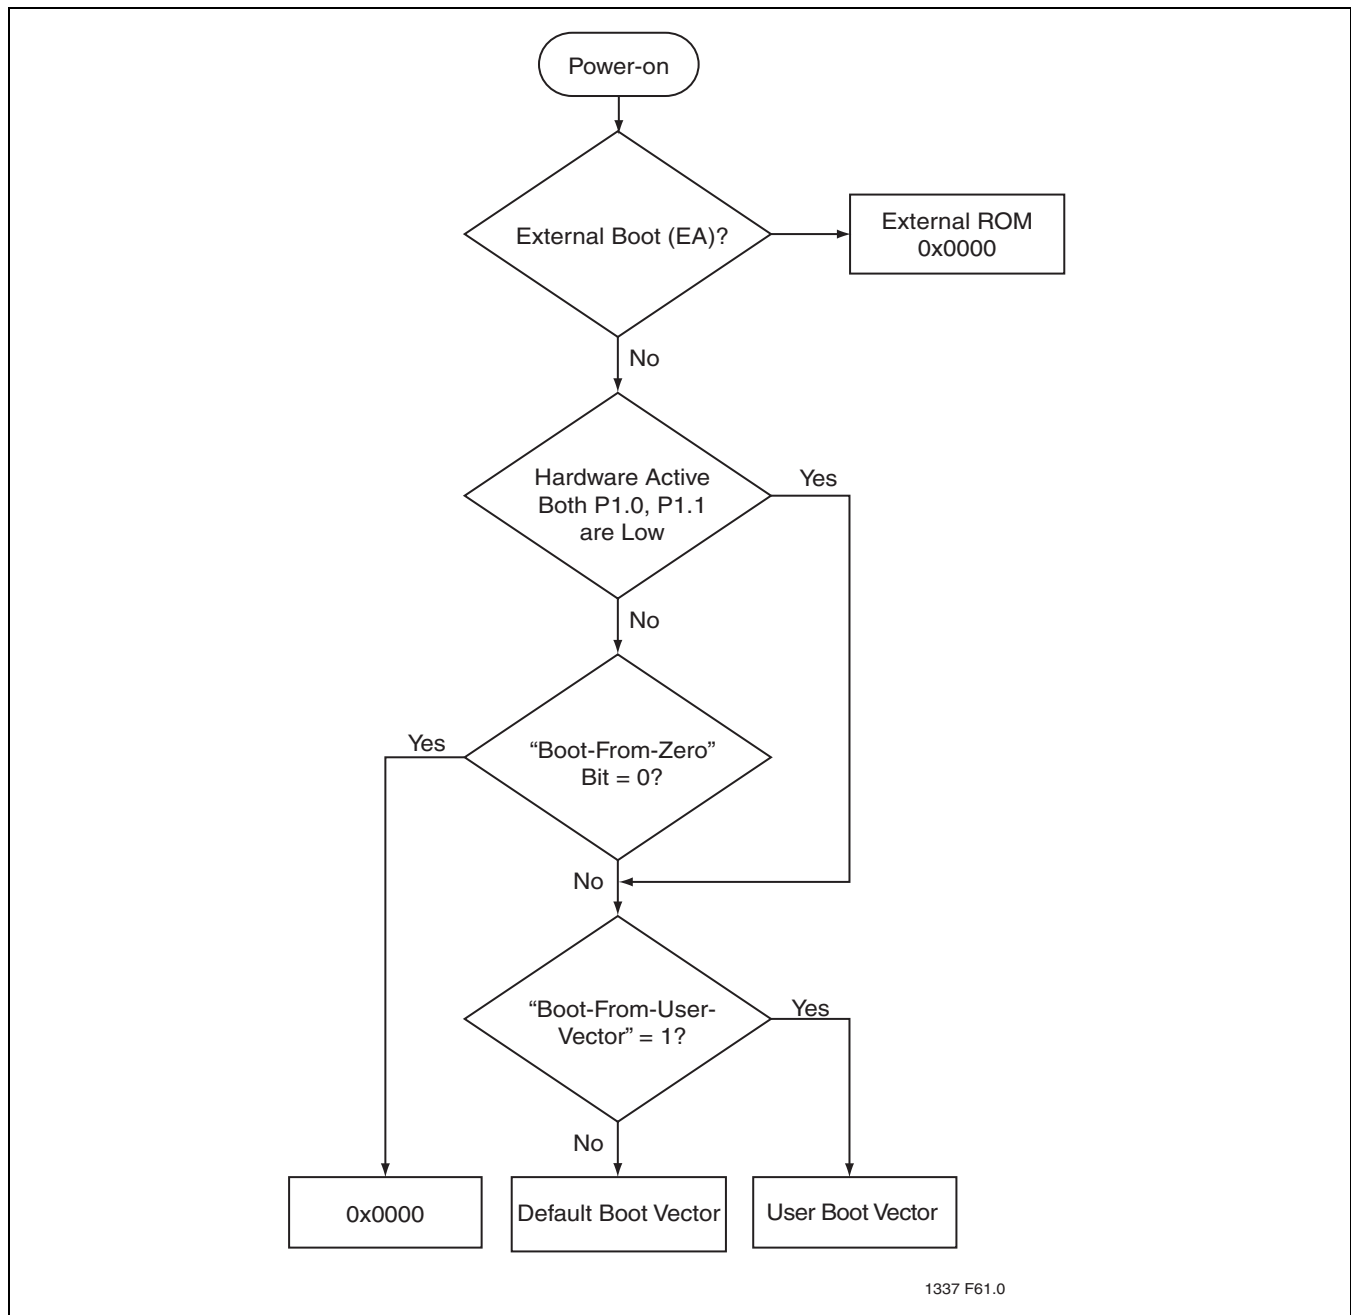 Power-on
External Boot (EA)?
External ROM
0x0000
No
Hardware Active
Both P1.0, P1.1
are Low
Yes
No
“Boot-From-Zero”
Bit = 0?
Yes
No
“Boot-From-User-
Vector” = 1?
Yes
No
0x0000
Default Boot Vector
User Boot Vector
1337 F61.0